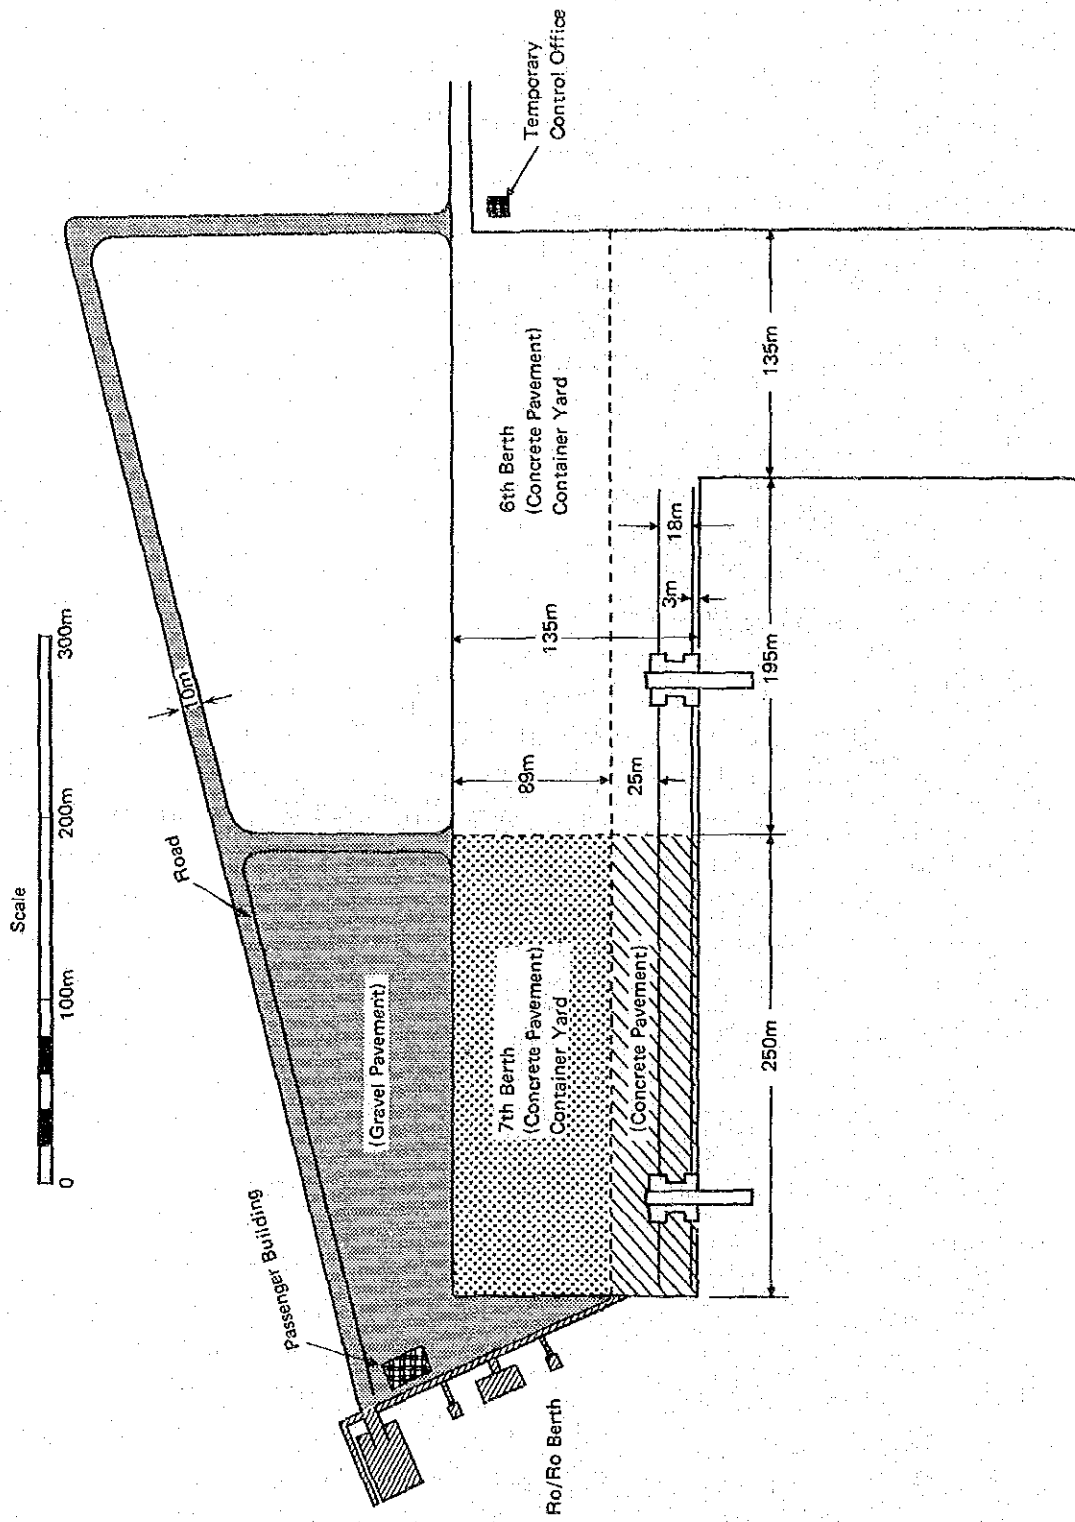 Scale
0
100m
200m
300m
Passenger Building
Road
10m
(Gravel Pavement)
7th Berth
(Concrete Pavement)
Container Yard
(Concrete Pavement)
6th Berth
(Concrete Pavement)
Container Yard
Temporary
Control Office
Ro/Ro Berth
89m
25m
135m
3m
18m
250m
195m
135m